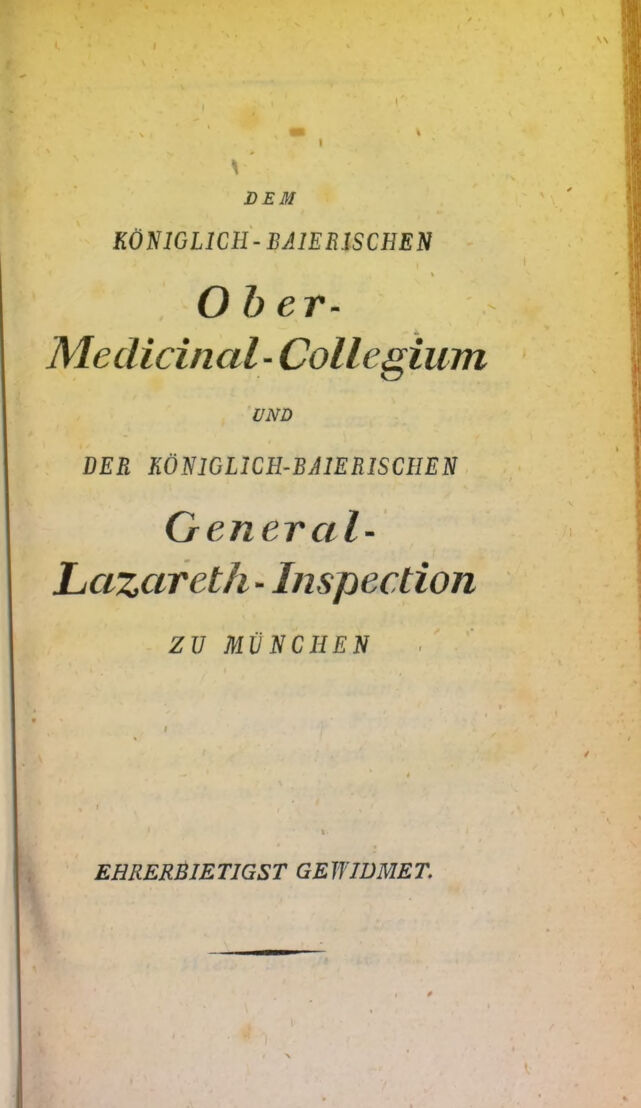 DEM
KÖNIGLICH-BAIERISCHEN
Ober-
Medicinal-Collegium
UND
DER KÖNIGLICH-BAIERISCHEN
General-
Lazareth-Inspection
ZU MÜNCHEN
EHRERBIETIGST GEWIDMET.